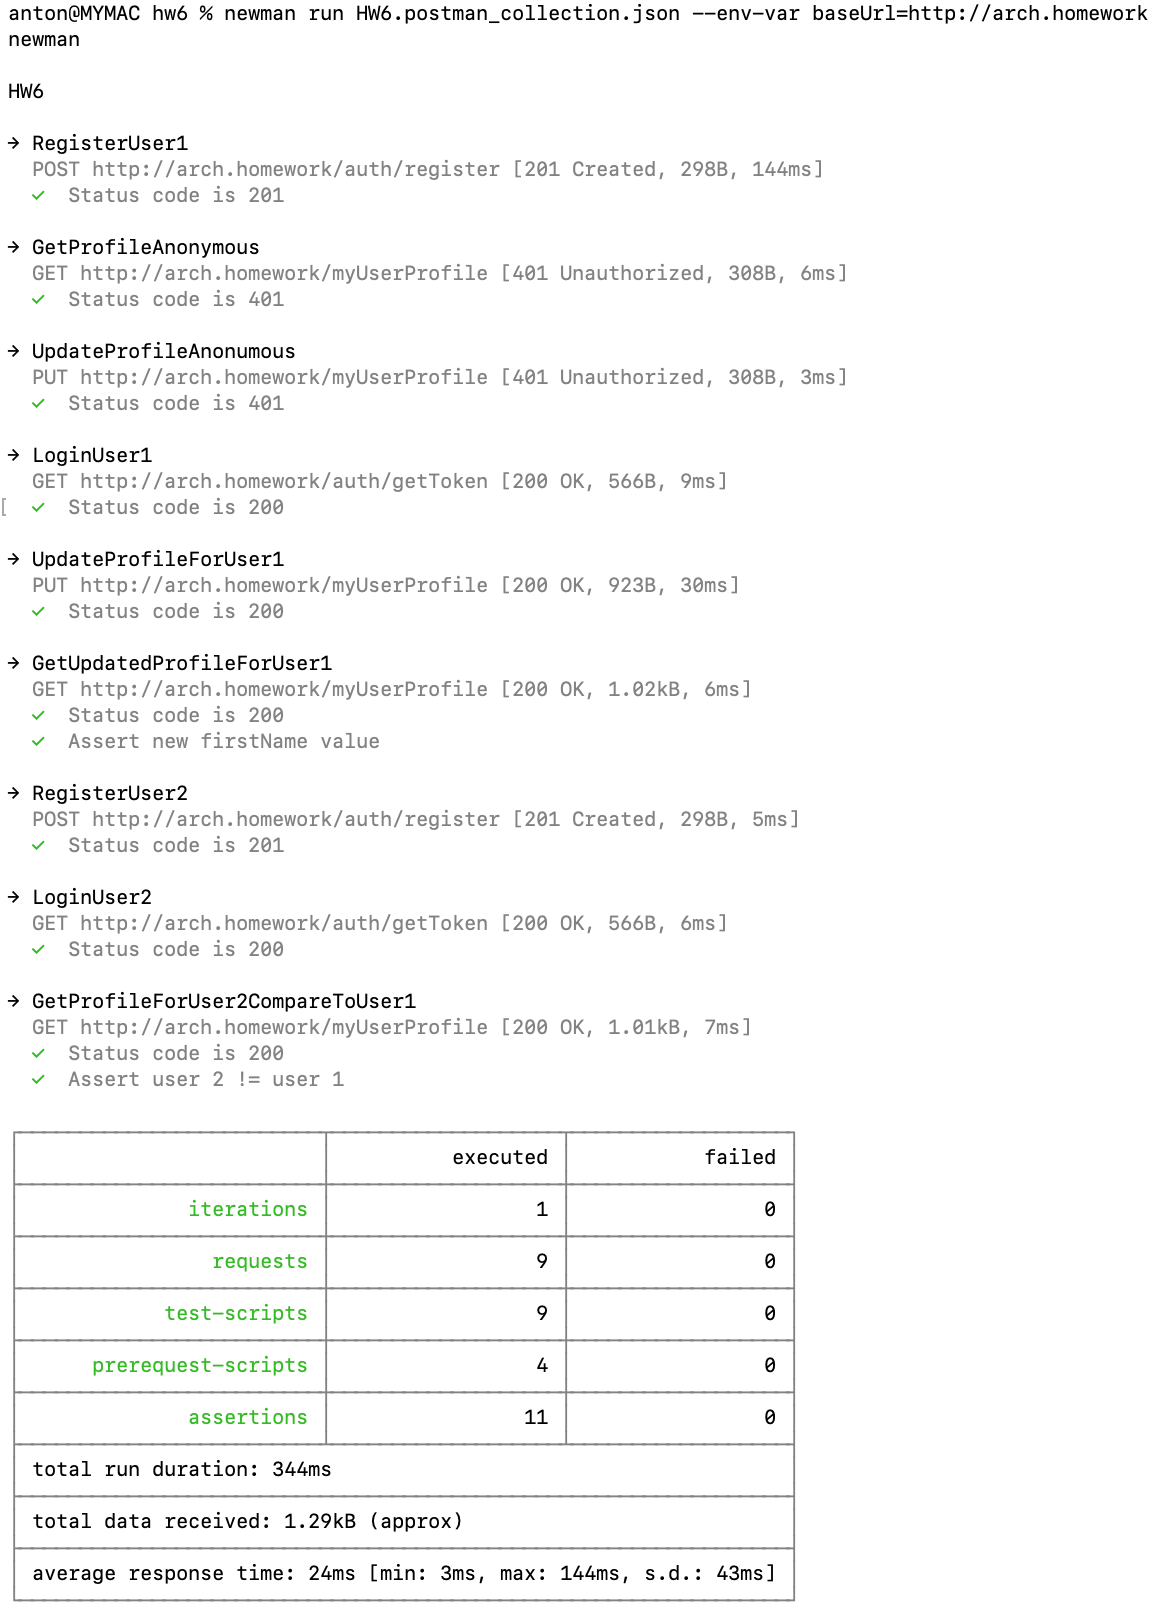 anton@MYMAC hw6 % newman run HW6.postman_collection.json --env-var baseUrl=http://arch.homework
newman
HW6
→ RegisterUser1
POST http://arch.homework/auth/register [201 Created, 298B, 144ms]
✓ Status code is 201
→ GetProfileAnonymous
GET http://arch.homework/myUserProfile [401 Unauthorized, 308B, 6ms]
✓ Status code is 401
→ UpdateProfileAnonumous
PUT http://arch.homework/myUserProfile [401 Unauthorized, 308B, 3ms]
✓ Status code is 401
→ LoginUser1
GET http://arch.homework/auth/getToken [200 OK, 566B, 9ms]
[ ✓ Status code is 200
→ UpdateProfileForUser1
PUT http://arch.homework/myUserProfile [200 OK, 923B, 30ms]
✓ Status code is 200
→ GetUpdatedProfileForUser1
GET http://arch.homework/myUserProfile [200 OK, 1.02kB, 6ms]
✓ Status code is 200
✓ Assert new firstName value
→ RegisterUser2
POST http://arch.homework/auth/register [201 Created, 298B, 5ms]
✓ Status code is 201
→ LoginUser2
GET http://arch.homework/auth/getToken [200 OK, 566B, 6ms]
✓ Status code is 200
→ GetProfileForUser2CompareToUser1
GET http://arch.homework/myUserProfile [200 OK, 1.01kB, 7ms]
✓ Status code is 200
✓ Assert user 2 != user 1
executed failed
iterations 1 0
requests 9 0
test-scripts 9 0
prerequest-scripts 4 0
assertions 11 0
total run duration: 344ms
total data received: 1.29kB (approx)
average response time: 24ms [min: 3ms, max: 144ms, s.d.: 43ms]